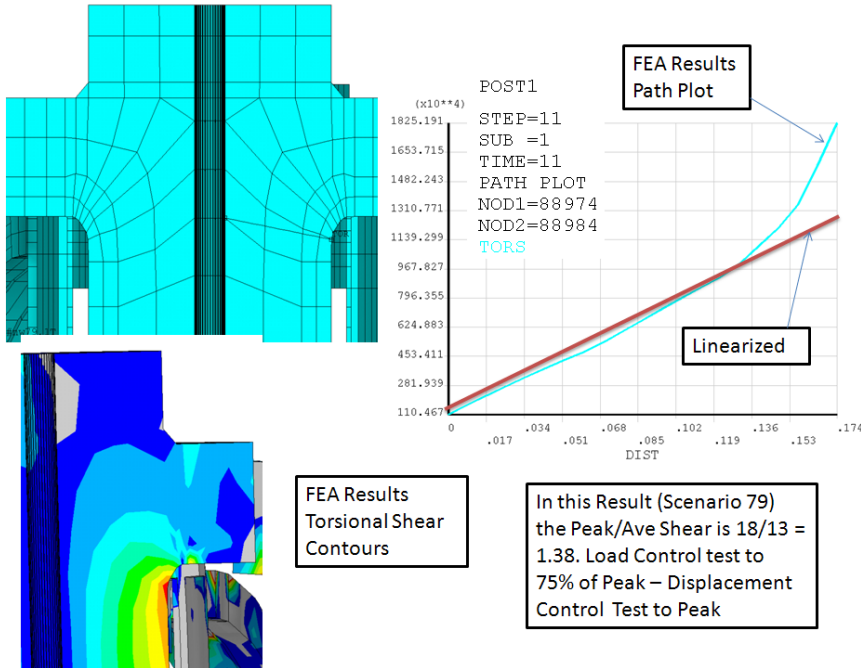 FEA Results
Path Plot
POST1
STEP=11
SUB =1
TIME=11
PATH PLOT
NOD1=88974
NOD2=88984
TORS
(x10**4)
1825.191
1653.715
1482.243
1310.771
1139.299
967.827
796.355
624.883
453.411
281.939
110.467
0
.017
.034
.051
.068
.085
.102
.119
.136
.153
.174
DIST
Linearized
FEA Results
Torsional Shear
Contours
In this Result (Scenario 79)
the Peak/Ave Shear is 18/13 =
1.38. Load Control test to
75% of Peak – Displacement
Control Test to Peak